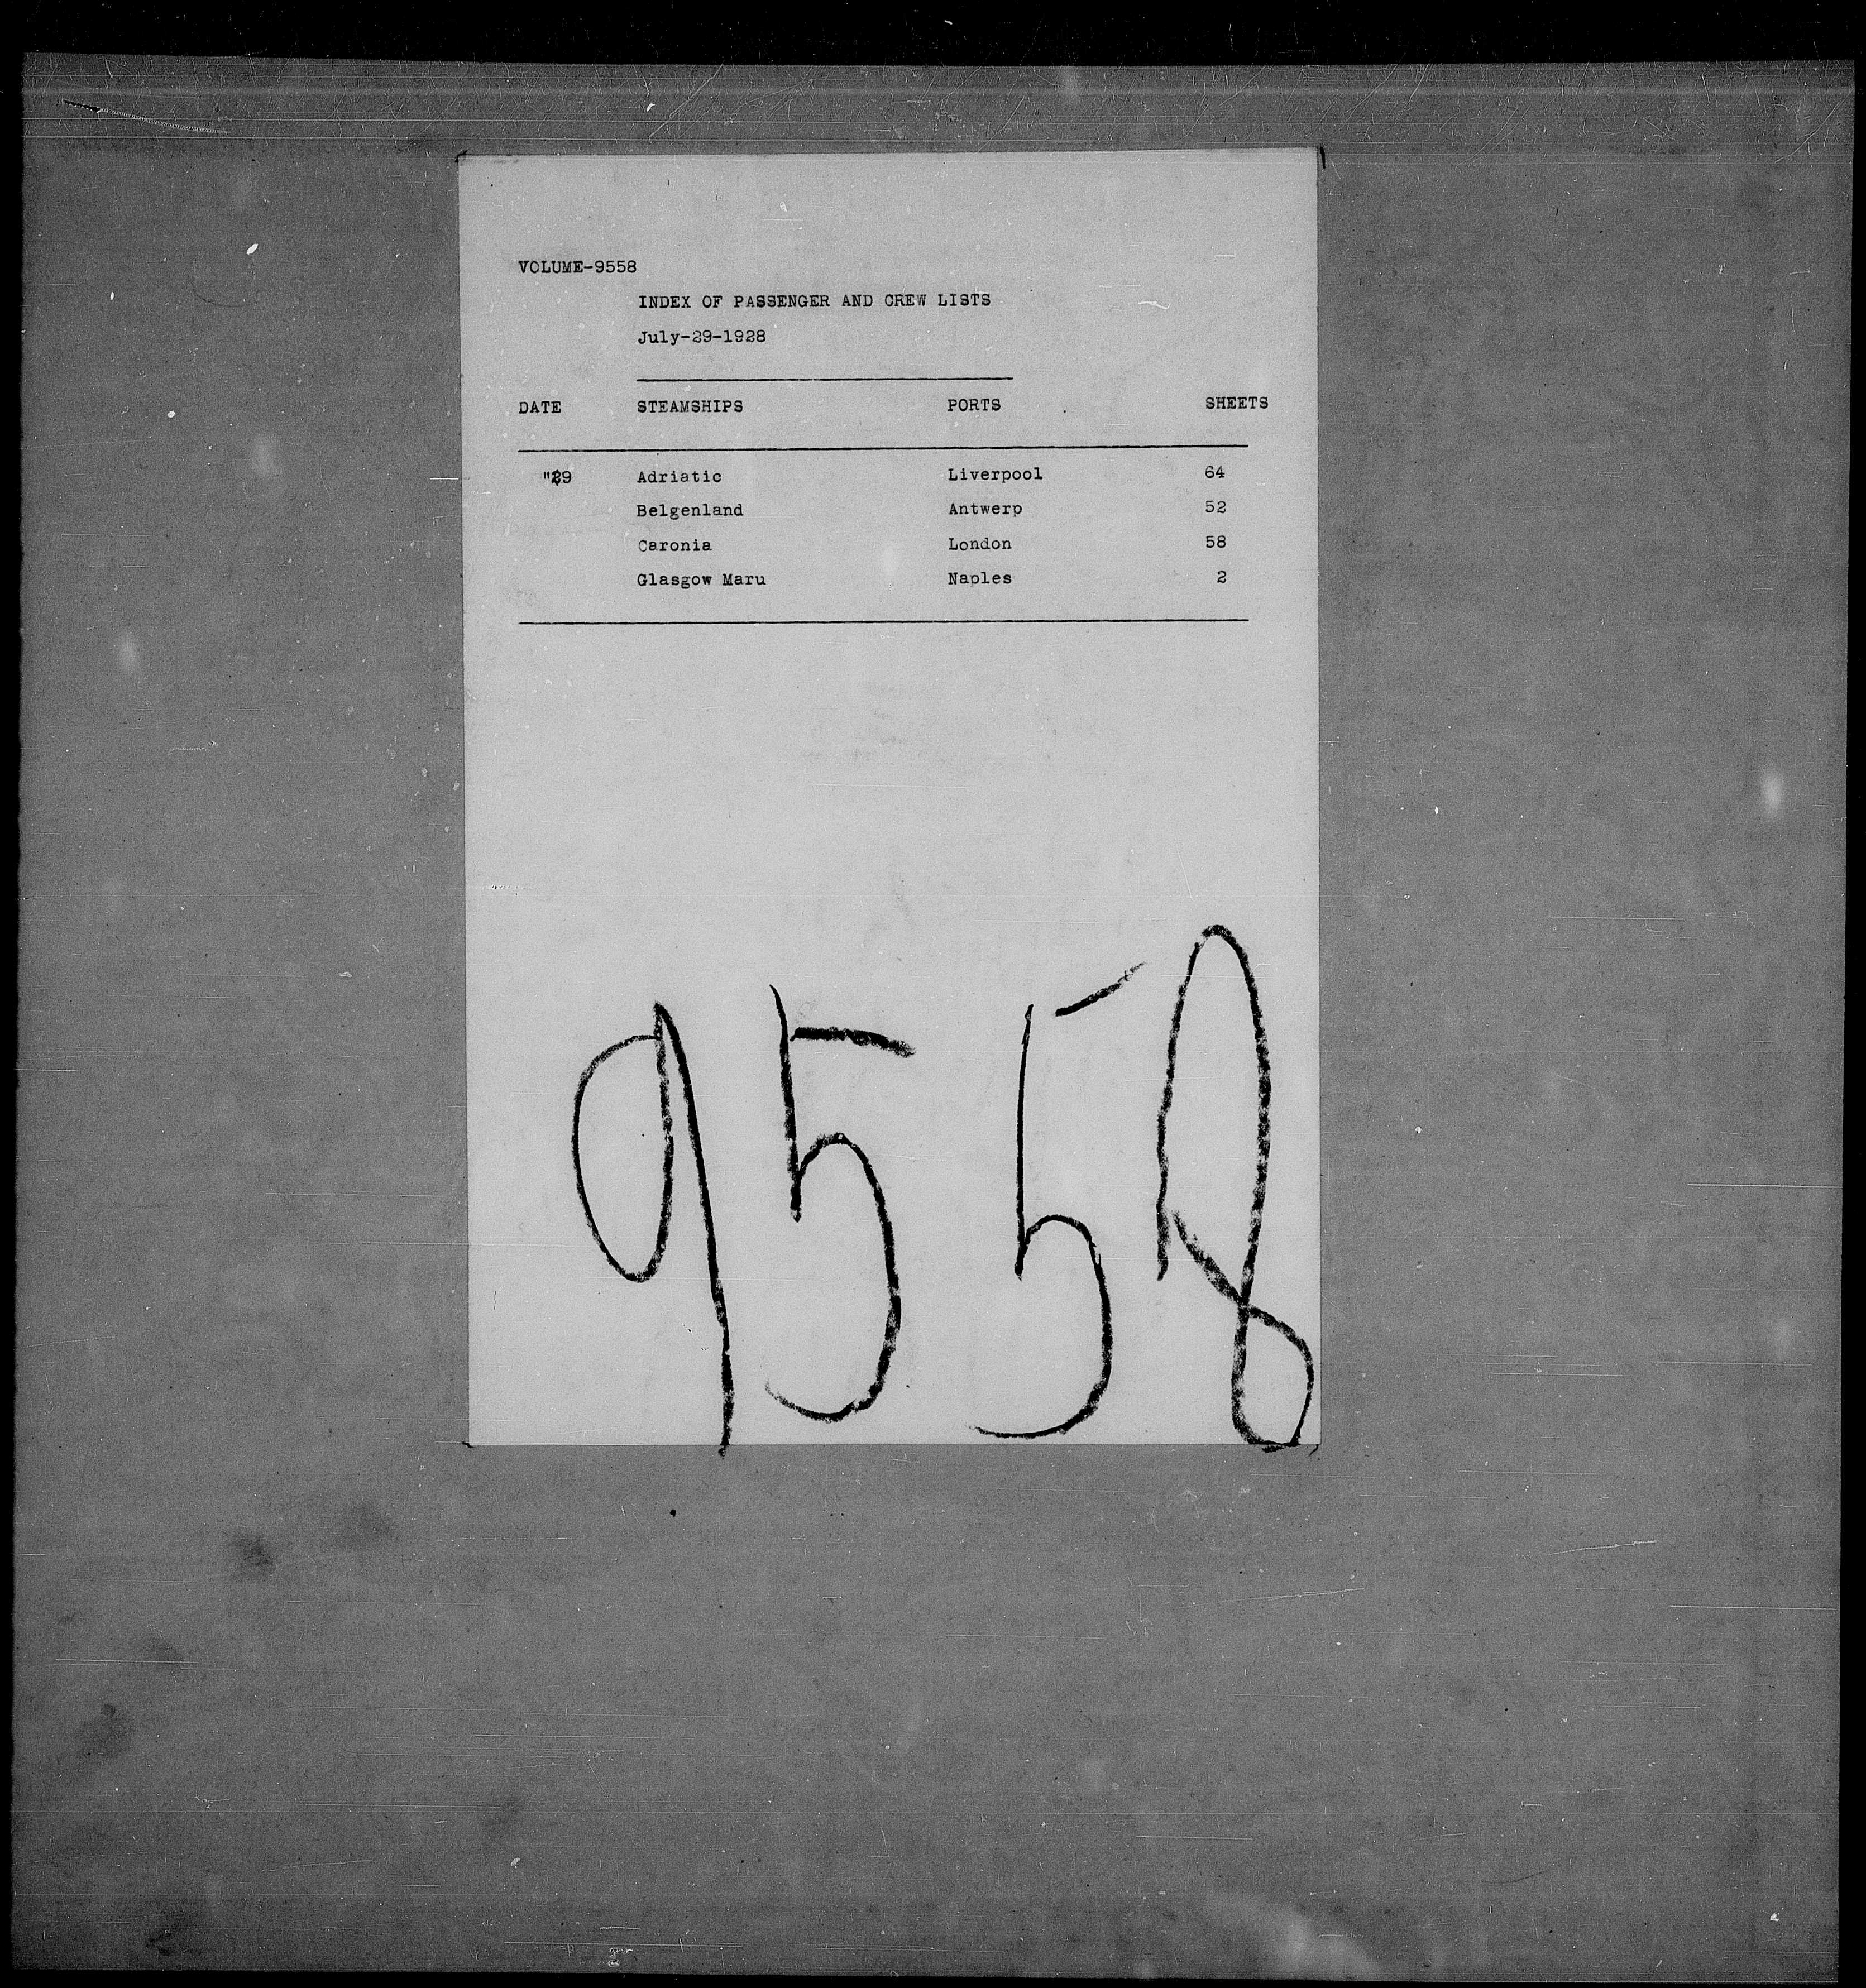 VOLUME-9558
INDEX OF PASSENGER AND CREW LISTS
July-29-1928
DATE STEAMSHIPS PORTS SHEETS
"29 Adriatic Liverpool 64
Belgenland Antwerp 52
Caronia London 58
Glasgow Maru Naples 2
9558